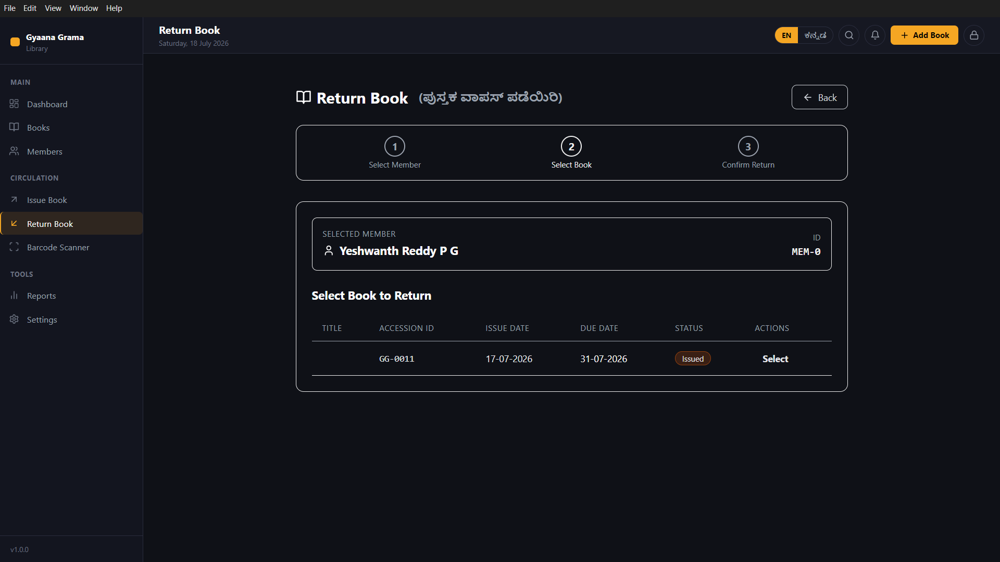 File Edit View Window Help
Gyaana Grama
Library
MAIN
Dashboard
Books
Members
CIRCULATION
Issue Book
Return Book
Barcode Scanner
TOOLS
Reports
Settings
v1.0.0
Return Book
Saturday, 18 July 2026
EN ಕನ್ನಡ
Add Book
Return Book (ಪುಸ್ತಕ ವಾಪಸ್ ಪಡೆಯಿರಿ)
Back
1 2 3
Select Member Select Book Confirm Return
SELECTED MEMBER
Yeshwanth Reddy P G
ID
MEM-0
Select Book to Return
TITLE ACCESSION ID ISSUE DATE DUE DATE STATUS ACTIONS
GG-0011 17-07-2026 31-07-2026 Issued Select